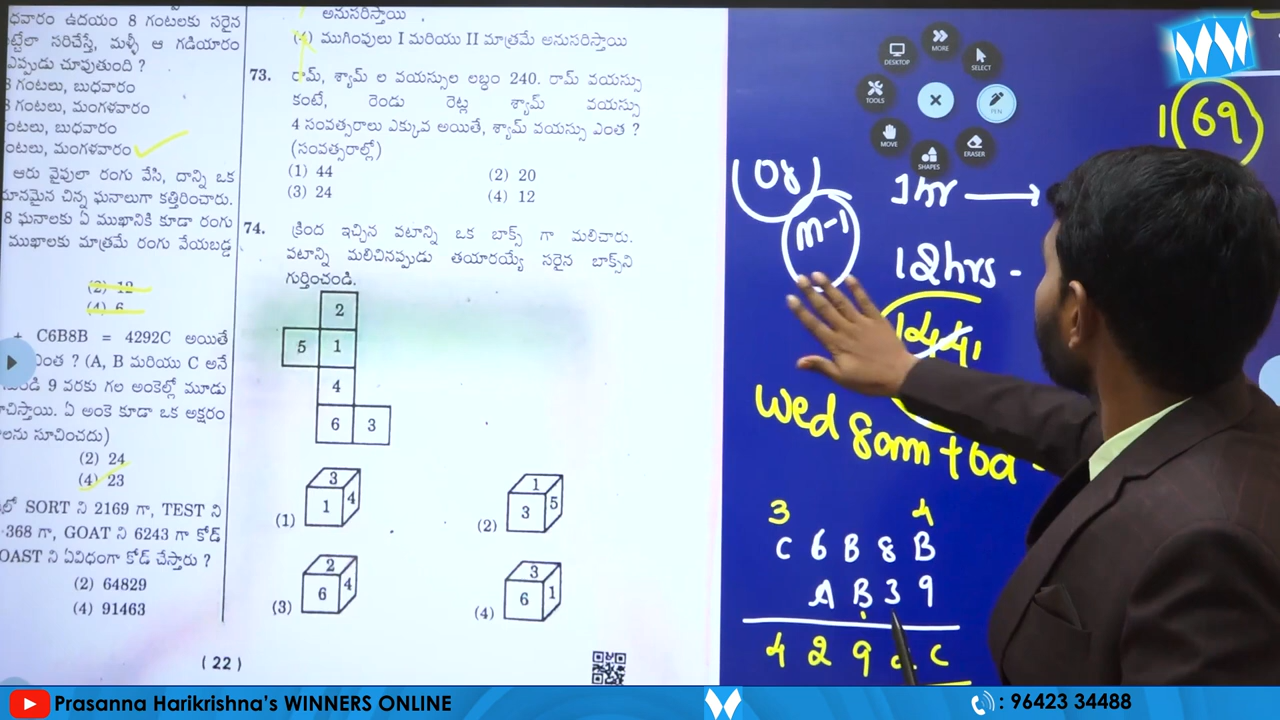 ధవారం ఉదయం 8 గంటలకు సరైన
ట్టేలా సరిచేస్తే, మళ్ళీ ఆ గడియారం
ఎప్పుడు చూపుతుంది ?
8 గంటలు, బుధవారం
8 గంటలు, మంగళవారం
గంటలు, బుధవారం
గంటలు, మంగళవారం
ఆరు వైపులా రంగు వేసి, దాన్ని ఒక
మానమైన చిన్న ఘనాలుగా కత్తిరించారు.
8 ఘనాలకు ఏ ముఖానికి కూడా రంగు
ముఖాలకు మాత్రమే రంగు వేయబడ్డ
(2) 12
(4) 6
+ C6B8B = 4292C అయితే
ఎంత ? (A, B మరియు C అనే
నుండి 9 వరకు గల అంకెల్లో మూడు
చిస్తాయి. ఏ అంకె కూడా ఒక అక్షరం
లను సూచించదు)
(2) 24
(4) 23
లో SORT ని 2169 గా, TEST ని
368 గా, GOAT ని 6243 గా కోడ్
OAST ని ఏవిధంగా కోడ్ చేస్తారు ?
(2) 64829
(4) 91463
అనుసరిస్తాయి
(4) ముగింపులు I మరియు II మాత్రమే అనుసరిస్తాయి
73. రామ్, శ్యామ్ ల వయస్సుల లబ్ధం 240. రామ్ వయస్సు
కంటే, రెండు రెట్ల శ్యామ్ వయస్సు
4 సంవత్సరాలు ఎక్కువ అయితే, శ్యామ్ వయస్సు ఎంత ?
(సంవత్సరాల్లో)
(1) 44 (2) 20
(3) 24 (4) 12
74. క్రింద ఇచ్చిన పటాన్ని ఒక బాక్స్ గా మలిచారు.
పటాన్ని మలిచినప్పుడు తయారయ్యే సరైన బాక్స్‌ని
గుర్తించండి.
2
5 1
4
6 3
(1) 3 1 4
(2) 1 3 5
(3) 2 6 4
(4) 3 6 1
( 22 )
DESKTOP
MORE
SELECT
TOOLS
PEN
MOVE
SHAPES
ERASER
W
1 69
08
m-1
1hr
12hrs -
144
Wed 8am + 6d
3 4
C 6 B 8 B
A B 3 9
4 2 9 2 C
Prasanna Harikrishna's WINNERS ONLINE
: 96423 34488